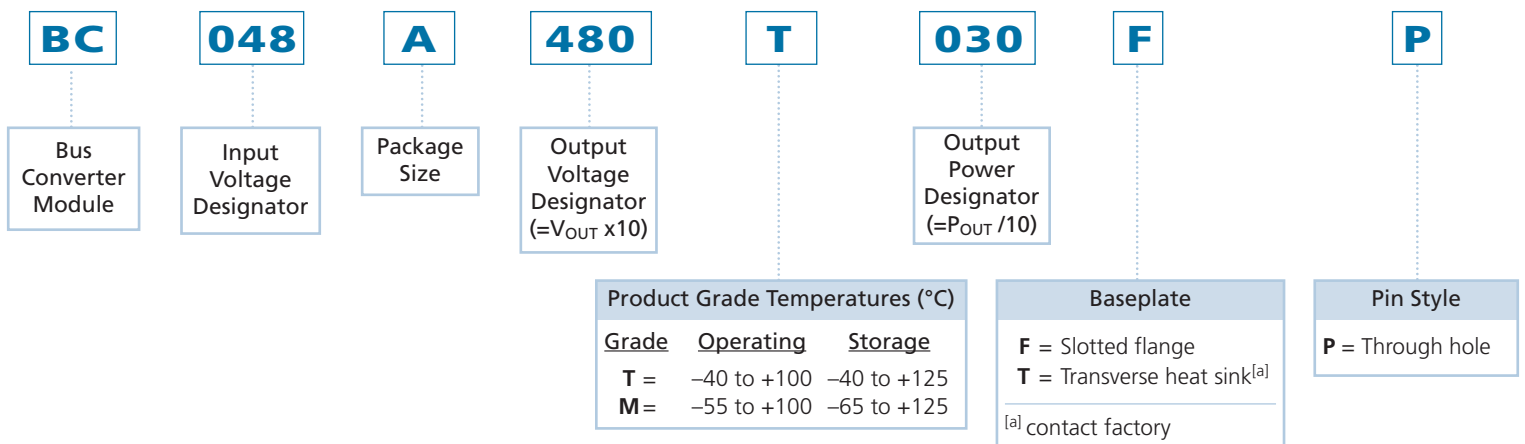 BC 048 A 480 T 030 F P
Bus
Converter
Module
Input
Voltage
Designator
Package
Size
Output
Voltage
Designator
(=VOUT x10)
Output
Power
Designator
(=POUT /10)
Product Grade Temperatures (°C)
Grade Operating Storage
T = –40 to +100 –40 to +125
M = –55 to +100 –65 to +125
Baseplate
F = Slotted flange
T = Transverse heat sink[a]
[a] contact factory
Pin Style
P = Through hole